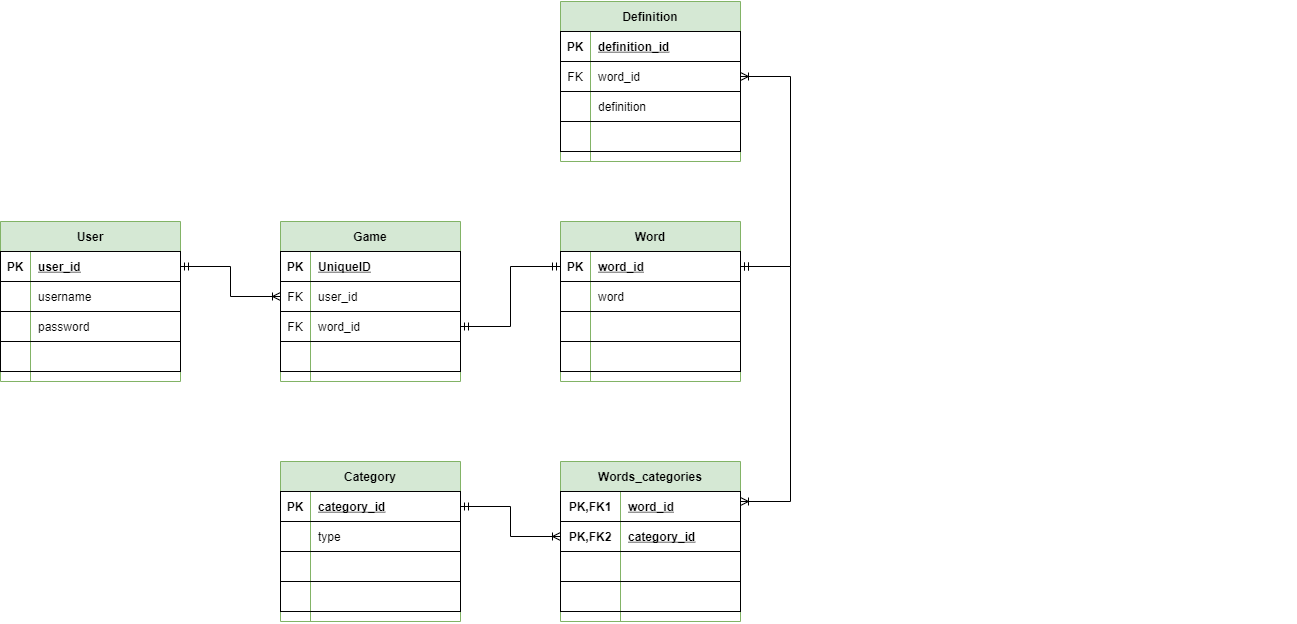 Definition
PK definition_id
FK word_id
definition
User
PK user_id
username
password
Game
PK UniqueID
FK user_id
FK word_id
Word
PK word_id
word
Category
PK category_id
type
Words_categories
PK,FK1 word_id
PK,FK2 category_id